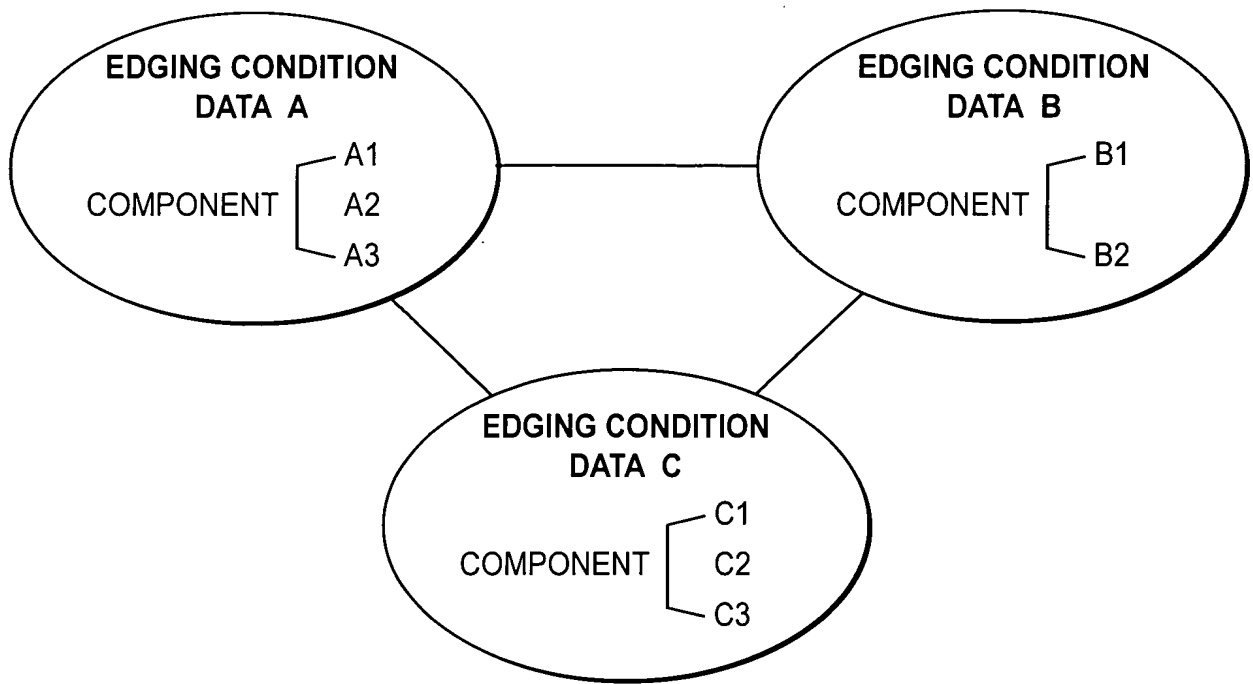 EDGING CONDITION
DATA A
COMPONENT
A1
A2
A3
EDGING CONDITION
DATA B
COMPONENT
B1
B2
EDGING CONDITION
DATA C
COMPONENT
C1
C2
C3